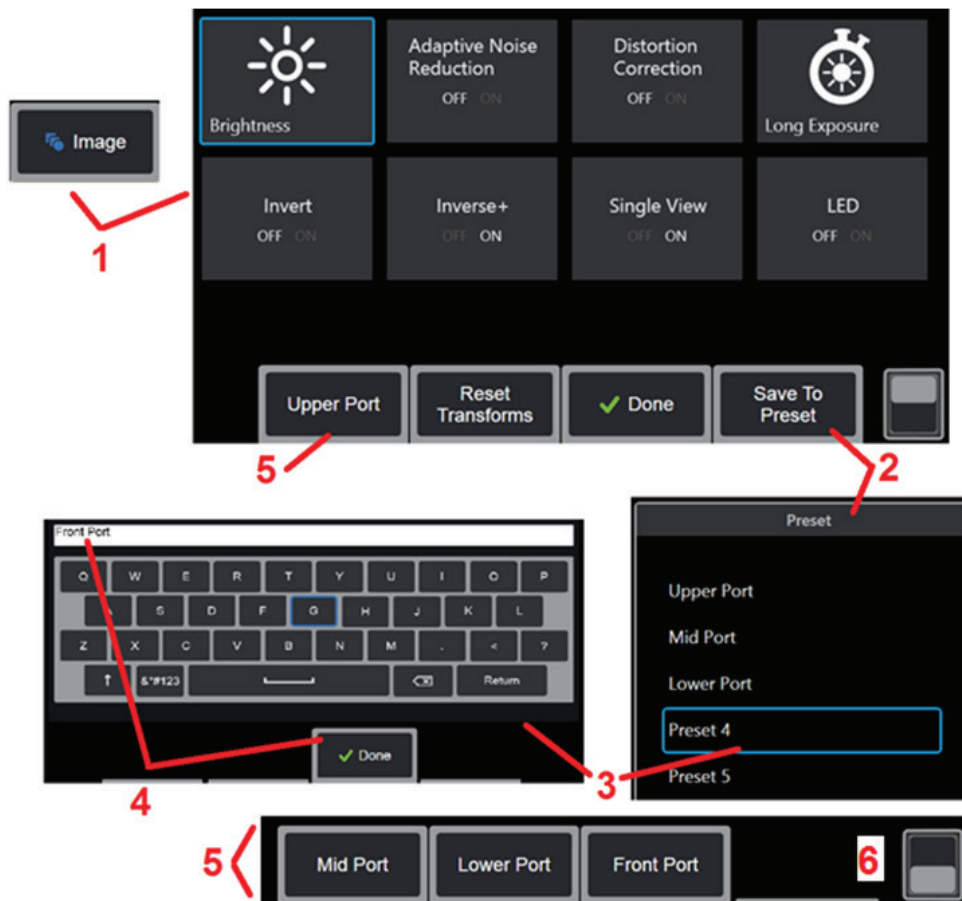 Adaptive Noise
Reduction
OFF ON
Distortion
Correction
OFF ON
Brightness
Long Exposure
Image
1
Invert
OFF ON
Inverse+
OFF ON
Single View
OFF ON
LED
OFF ON
Upper Port
Reset
Transforms
Done
Save To
Preset
5
2
Front Port
Q W E R T Y U I O P
A S D F G H J K L
Z X C V B N M . < ?
↑ &"#123 Return
Done
4
3
Preset
Upper Port
Mid Port
Lower Port
Preset 4
Preset 5
5
Mid Port
Lower Port
Front Port
6